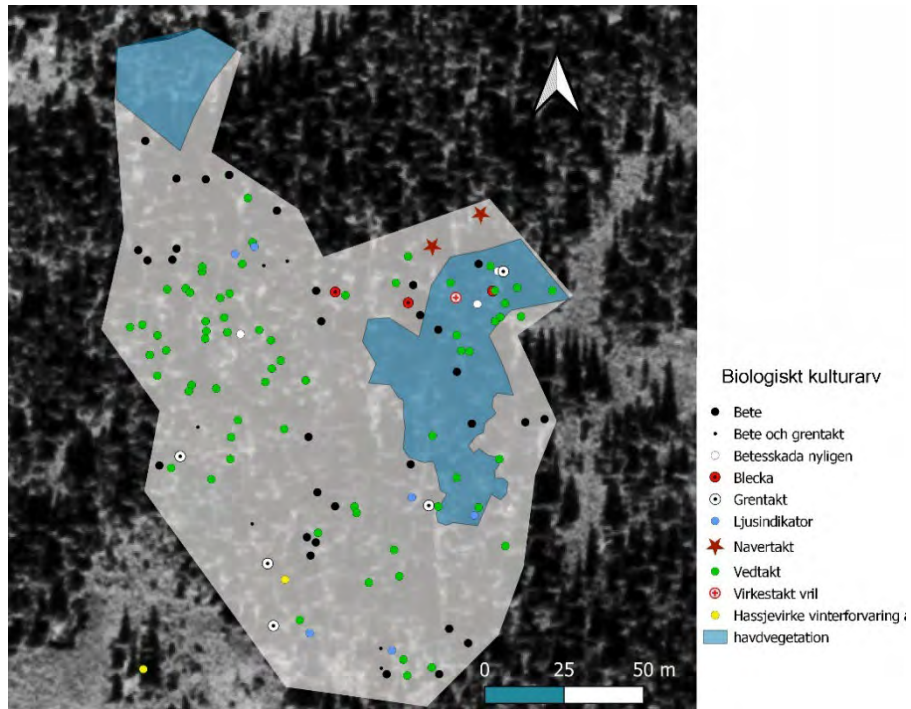 Biologiskt kulturarv
Bete
Bete och grentakt
Betesskada nyligen
Blecka
Grentakt
Ljusindikator
Navertakt
Vedtakt
Virkestakt vril
Hassjevirke vinterforvaring a
havdvegetation
0 25 50 m